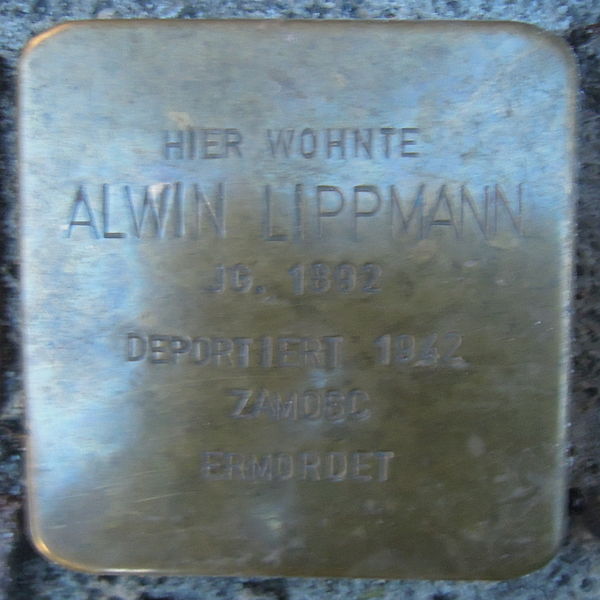 HIER WOHNTE
ALWIN LIPPMANN
JG. 1892
DEPORTIERT 1942
ZAMOSC
ERMORDET